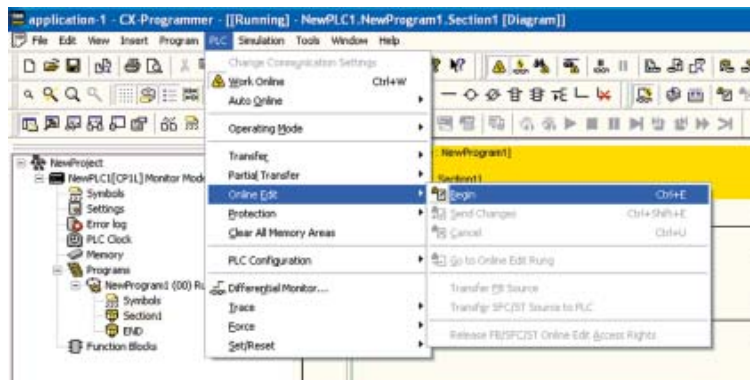 application-1 - CX-Programmer - [[Running] - NewPLC1.NewProgram1.Section1 [Diagram]]
File Edit View Insert Program PLC Simulation Tools Window Help
Change Communication Settings
Work Online Ctrl+W
Auto Online
Operating Mode
Transfer
Partial Transfer
Online Edit
Protection
Clear All Memory Areas
PLC Configuration
Differential Monitor...
Trace
Force
Set/Reset
NewProgram1]
Section1]
Begin Ctrl+E
Send Changes Ctrl+Shift+E
Cancel Ctrl+U
Go to Online Edit Rung
Transfer FB Source
Transfer SFC/ST Source to PLC
Release FB/SFC/ST Online Edit Access Rights
NewProject
NewPLC1[CP1L] Monitor Mode
Symbols
Settings
Error log
PLC Clock
Memory
Programs
NewProgram1 (00) Ru
Symbols
Section1
END
Function Blocks